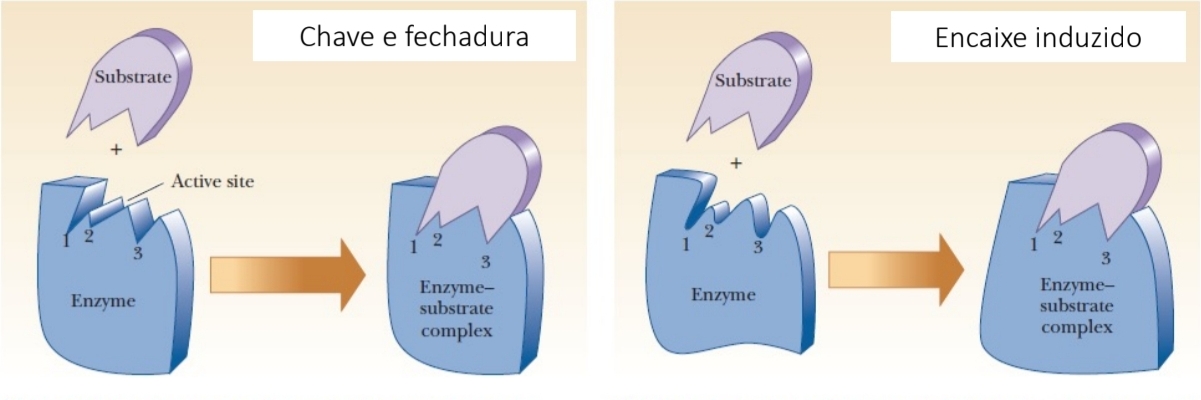 Chave e fechadura
Substrate
+
Active site
1
2
3
Enzyme
1
2
3
Enzyme–
substrate
complex
Encaixe induzido
Substrate
+
1
2
3
Enzyme
1
2
3
Enzyme–
substrate
complex